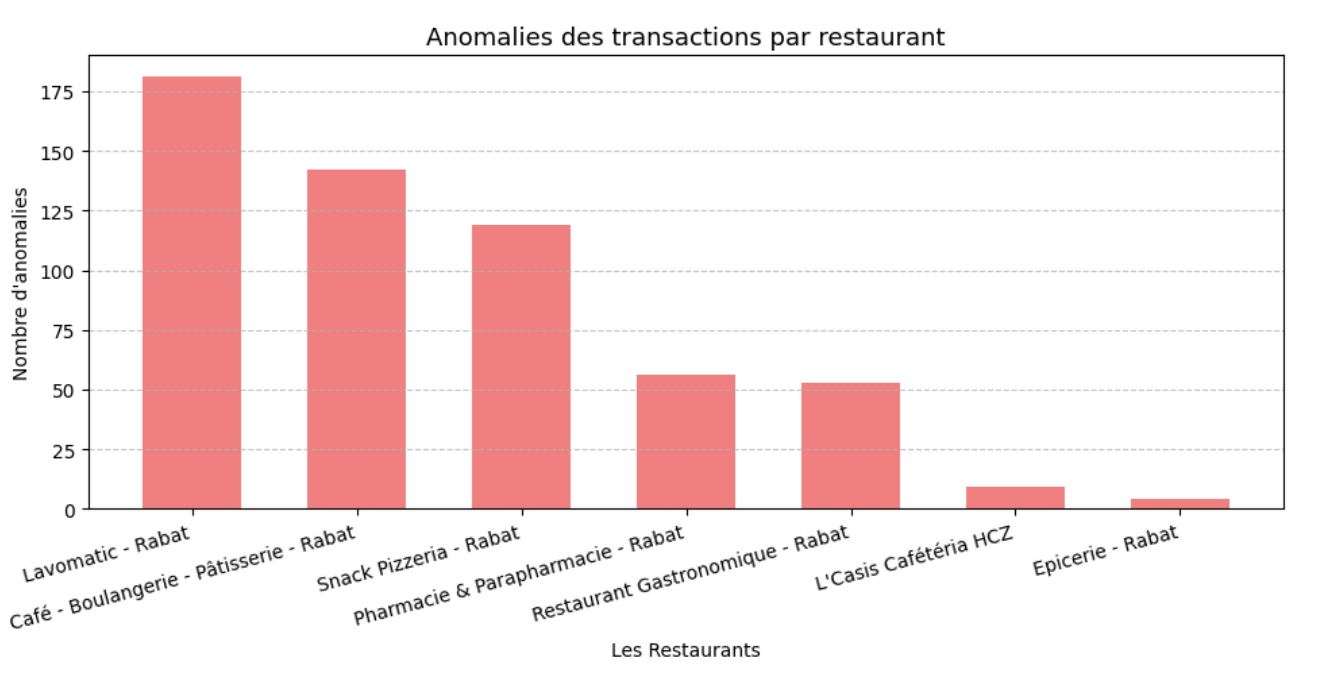 Anomalies des transactions par restaurant
Nombre d'anomalies
175
150
125
100
75
50
25
0
Lavomatic - Rabat
Café - Boulangerie - Pâtisserie - Rabat
Snack Pizzeria - Rabat
Pharmacie & Parapharmacie - Rabat
Restaurant Gastronomique - Rabat
L'Casis Cafétéria HCZ
Epicerie - Rabat
Les Restaurants